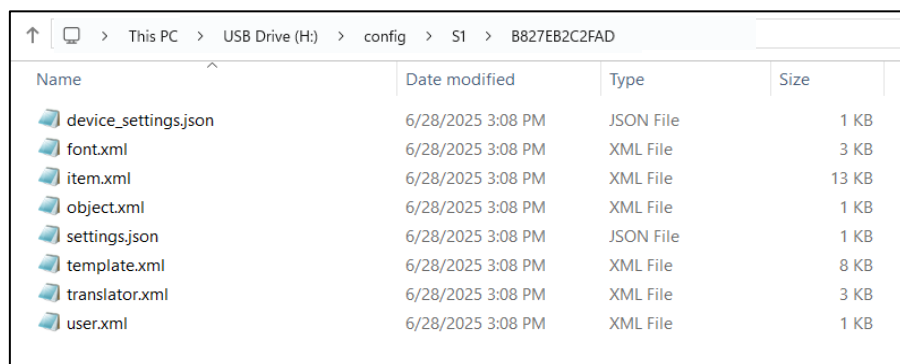 This PC > USB Drive (H:) > config > S1 > B827EB2C2FAD
Name Date modified Type Size
device_settings.json 6/28/2025 3:08 PM JSON File 1 KB
font.xml 6/28/2025 3:08 PM XML File 3 KB
item.xml 6/28/2025 3:08 PM XML File 13 KB
object.xml 6/28/2025 3:08 PM XML File 1 KB
settings.json 6/28/2025 3:08 PM JSON File 1 KB
template.xml 6/28/2025 3:08 PM XML File 8 KB
translator.xml 6/28/2025 3:08 PM XML File 3 KB
user.xml 6/28/2025 3:08 PM XML File 1 KB